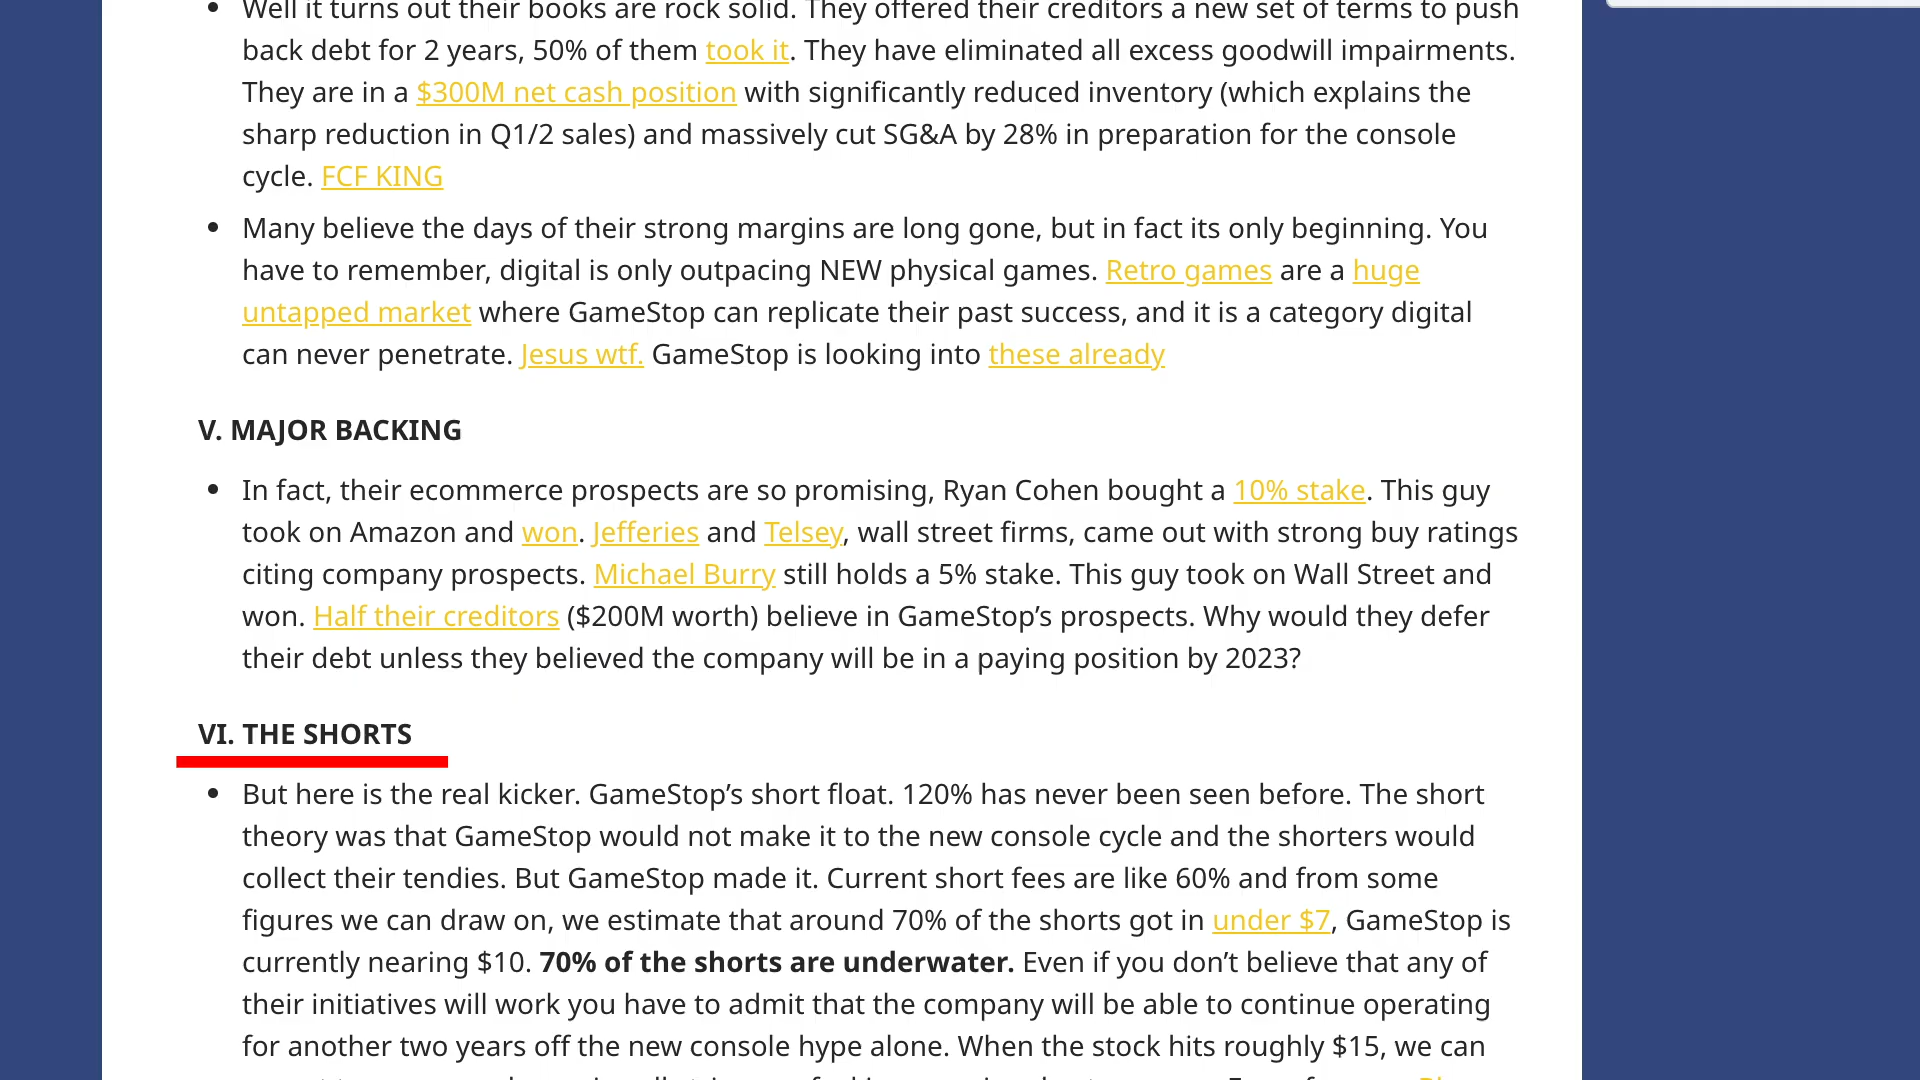 Well it turns out their books are rock solid. They offered their creditors a new set of terms to push
back debt for 2 years, 50% of them took it. They have eliminated all excess goodwill impairments.
They are in a $300M net cash position with significantly reduced inventory (which explains the
sharp reduction in Q1/2 sales) and massively cut SG&A by 28% in preparation for the console
cycle. FCF KING
Many believe the days of their strong margins are long gone, but in fact its only beginning. You
have to remember, digital is only outpacing NEW physical games. Retro games are a huge
untapped market where GameStop can replicate their past success, and it is a category digital
can never penetrate. Jesus wtf. GameStop is looking into these already
V. MAJOR BACKING
In fact, their ecommerce prospects are so promising, Ryan Cohen bought a 10% stake. This guy
took on Amazon and won. Jefferies and Telsey, wall street firms, came out with strong buy ratings
citing company prospects. Michael Burry still holds a 5% stake. This guy took on Wall Street and
won. Half their creditors ($200M worth) believe in GameStop’s prospects. Why would they defer
their debt unless they believed the company will be in a paying position by 2023?
VI. THE SHORTS
But here is the real kicker. GameStop’s short float. 120% has never been seen before. The short
theory was that GameStop would not make it to the new console cycle and the shorters would
collect their tendies. But GameStop made it. Current short fees are like 60% and from some
figures we can draw on, we estimate that around 70% of the shorts got in under $7, GameStop is
currently nearing $10. 70% of the shorts are underwater. Even if you don’t believe that any of
their initiatives will work you have to admit that the company will be able to continue operating
for another two years off the new console hype alone. When the stock hits roughly $15, we can